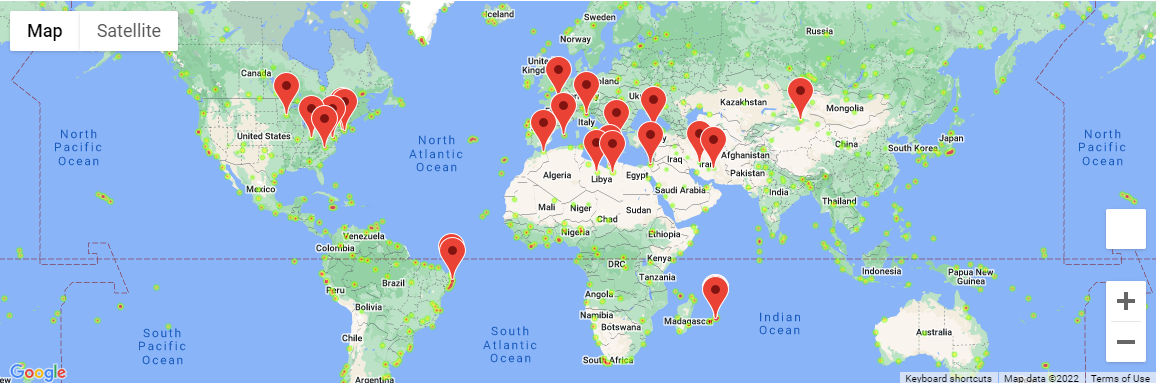 Map
Satellite
Iceland
Sweden
Norway
Russia
Canada
United
Kingdom
Ukr
Kazakhstan
Mongolia
Italy
North
Pacific
Ocean
United States
North
Atlantic
Ocean
Iraq
Iran
Afghanistan
China
Japan
South Korea
North
Pacific
Ocean
Algeria
Libya
Egypt
Pakistan
Mexico
Saudi Arabia
India
Mali
Niger
Chad
Sudan
Thailand
Venezuela
Nigeria
Ethiopia
Colombia
DRC
Kenya
Indonesia
Papua New
Guinea
Tanzania
Peru
Brazil
Angola
Bolivia
Namibia
Madagascar
Indian
Ocean
Botswana
Chile
South
Pacific
Ocean
South
Atlantic
Ocean
Australia
South Africa
Google
Argentina
Keyboard shortcuts
Map data ©2022
Terms of Use